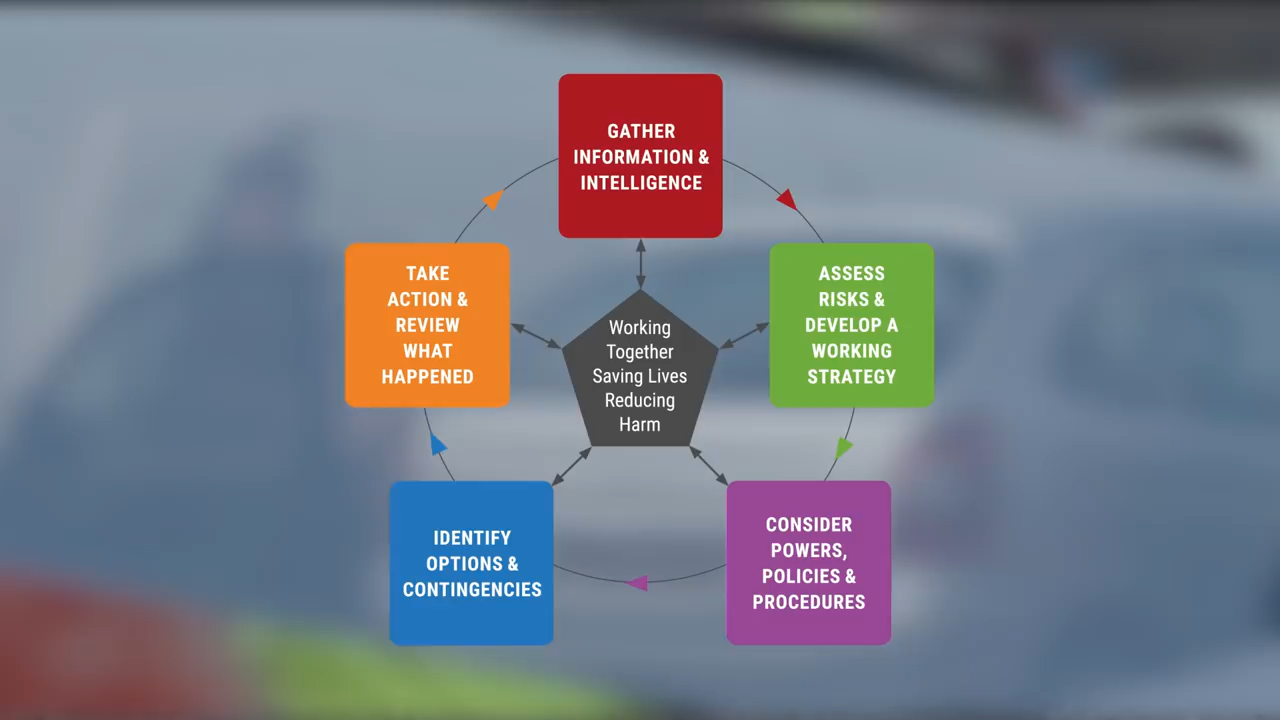 GATHER
INFORMATION &
INTELLIGENCE
ASSESS
RISKS &
DEVELOP A
WORKING
STRATEGY
CONSIDER
POWERS,
POLICIES &
PROCEDURES
IDENTIFY
OPTIONS &
CONTINGENCIES
TAKE
ACTION &
REVIEW
WHAT
HAPPENED
Working
Together
Saving Lives
Reducing
Harm